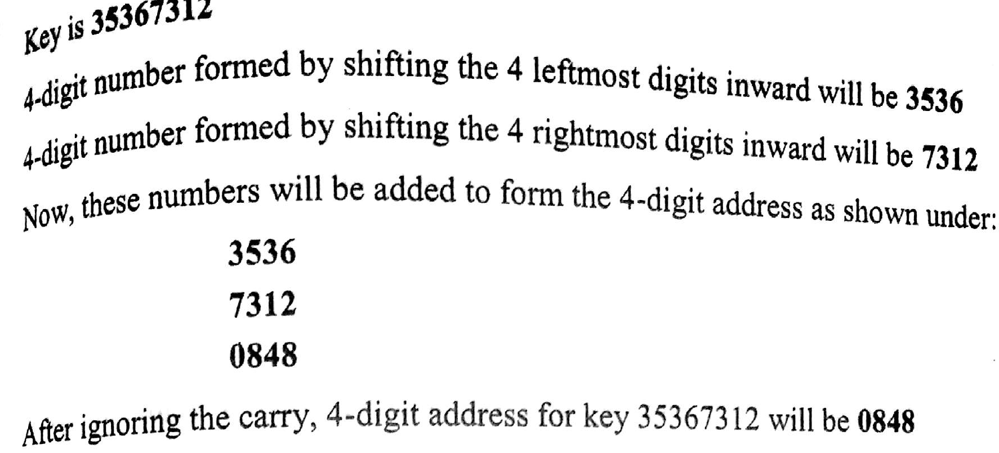 Key is 35367312
4-digit number formed by shifting the 4 leftmost digits inward will be 3536
4-digit number formed by shifting the 4 rightmost digits inward will be 7312
Now, these numbers will be added to form the 4-digit address as shown under:
3536
7312
0848
After ignoring the carry, 4-digit address for key 35367312 will be 0848